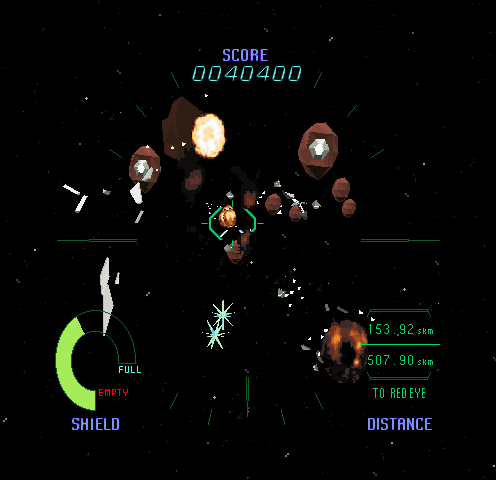 SCORE
0040400
153.92 skm
FULL
507.90 skm
EMPTY
TO RED EYE
SHIELD
DISTANCE